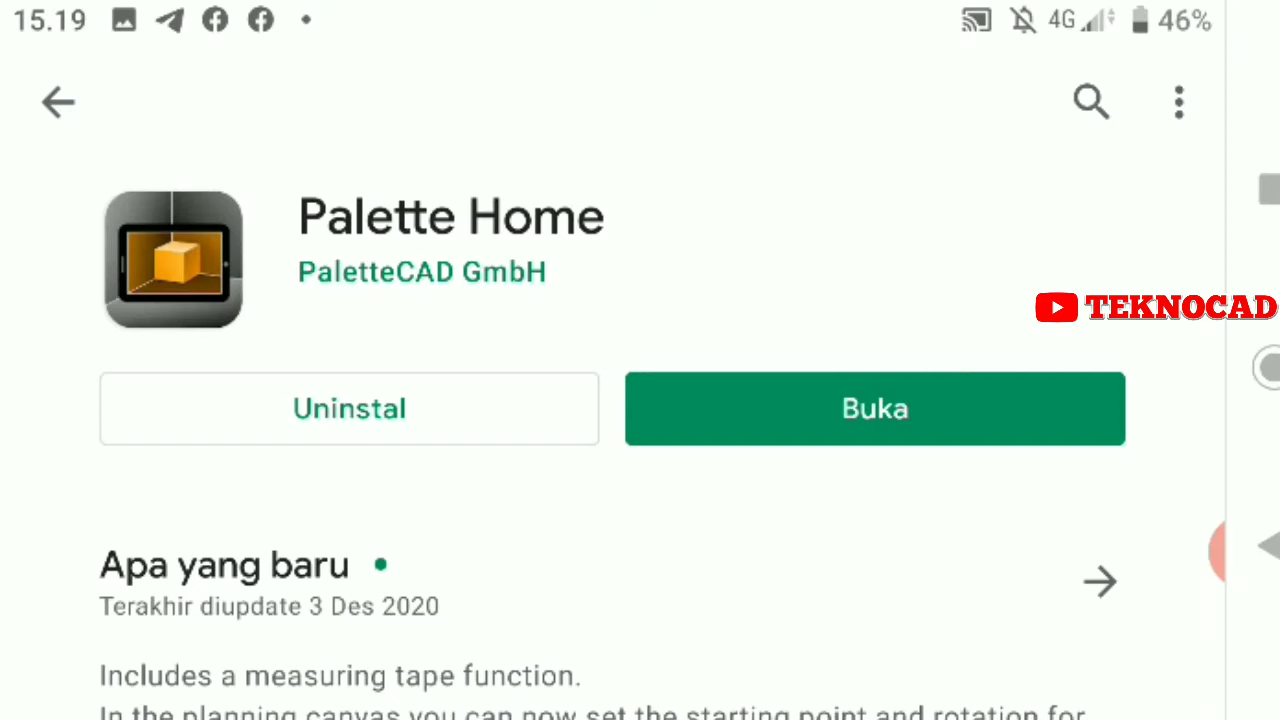 15.19
4G
46%
Palette Home
PaletteCAD GmbH
TEKNOCAD
Uninstal
Buka
Apa yang baru
Terakhir diupdate 3 Des 2020
Includes a measuring tape function.
In the planning canvas you can now set the starting point and rotation for